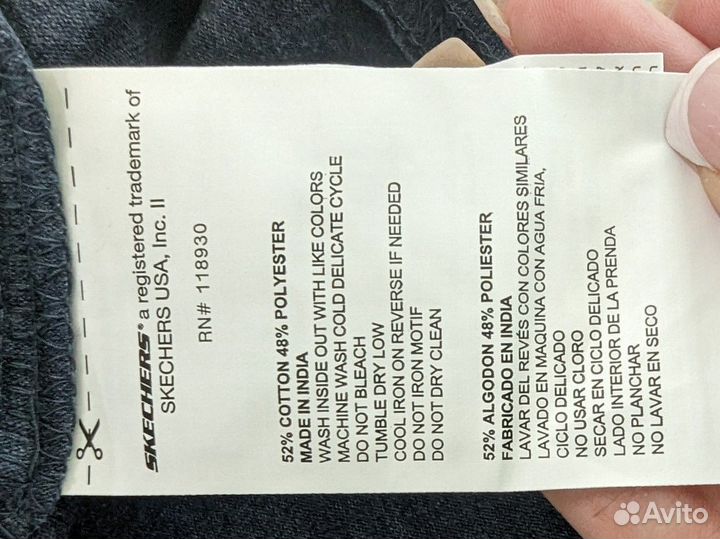 SKECHERS® a registered trademark of
SKECHERS USA, Inc. II
RN# 118930
52% COTTON 48% POLYESTER
MADE IN INDIA
WASH INSIDE OUT WITH LIKE COLORS
MACHINE WASH COLD DELICATE CYCLE
DO NOT BLEACH
TUMBLE DRY LOW
COOL IRON ON REVERSE IF NEEDED
DO NOT IRON MOTIF
DO NOT DRY CLEAN
52% ALGODON 48% POLIESTER
FABRICADO EN INDIA
LAVAR DEL REVÉS CON COLORES SIMILARES
LAVADO EN MAQUINA CON AGUA FRIA,
CICLO DELICADO
NO USAR CLORO
SECAR EN CICLO DELICADO
LADO INTERIOR DE LA PRENDA
NO PLANCHAR
NO LAVAR EN SECO
Avito